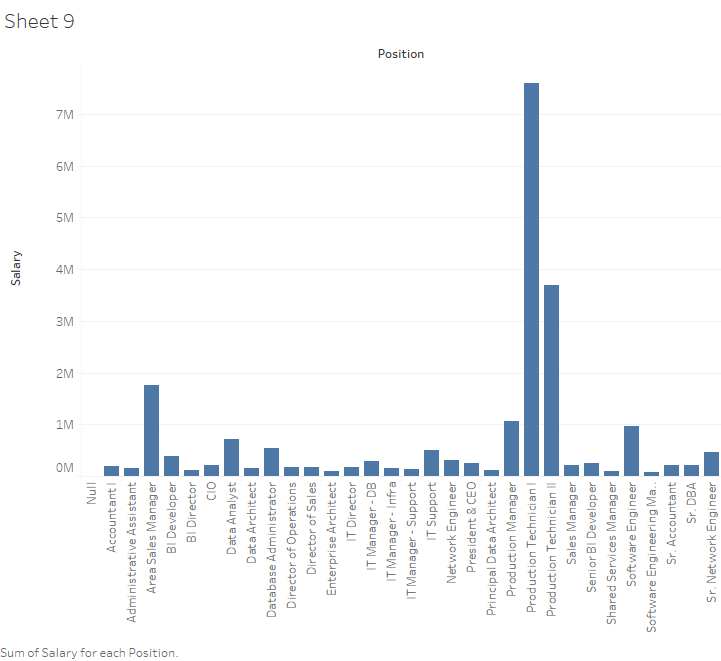 Sheet 9
Position
Salary
7M
6M
5M
4M
3M
2M
1M
0M
Null
Accountant I
Administrative Assistant
Area Sales Manager
BI Developer
BI Director
CIO
Data Analyst
Data Architect
Database Administrator
Director of Operations
Director of Sales
Enterprise Architect
IT Director
IT Manager - DB
IT Manager - Infra
IT Manager - Support
IT Support
Network Engineer
President & CEO
Principal Data Architect
Production Manager
Production Technician I
Production Technician II
Sales Manager
Senior BI Developer
Shared Services Manager
Software Engineer
Software Engineering Ma..
Sr. Accountant
Sr. DBA
Sr. Network Engineer
Sum of Salary for each Position.